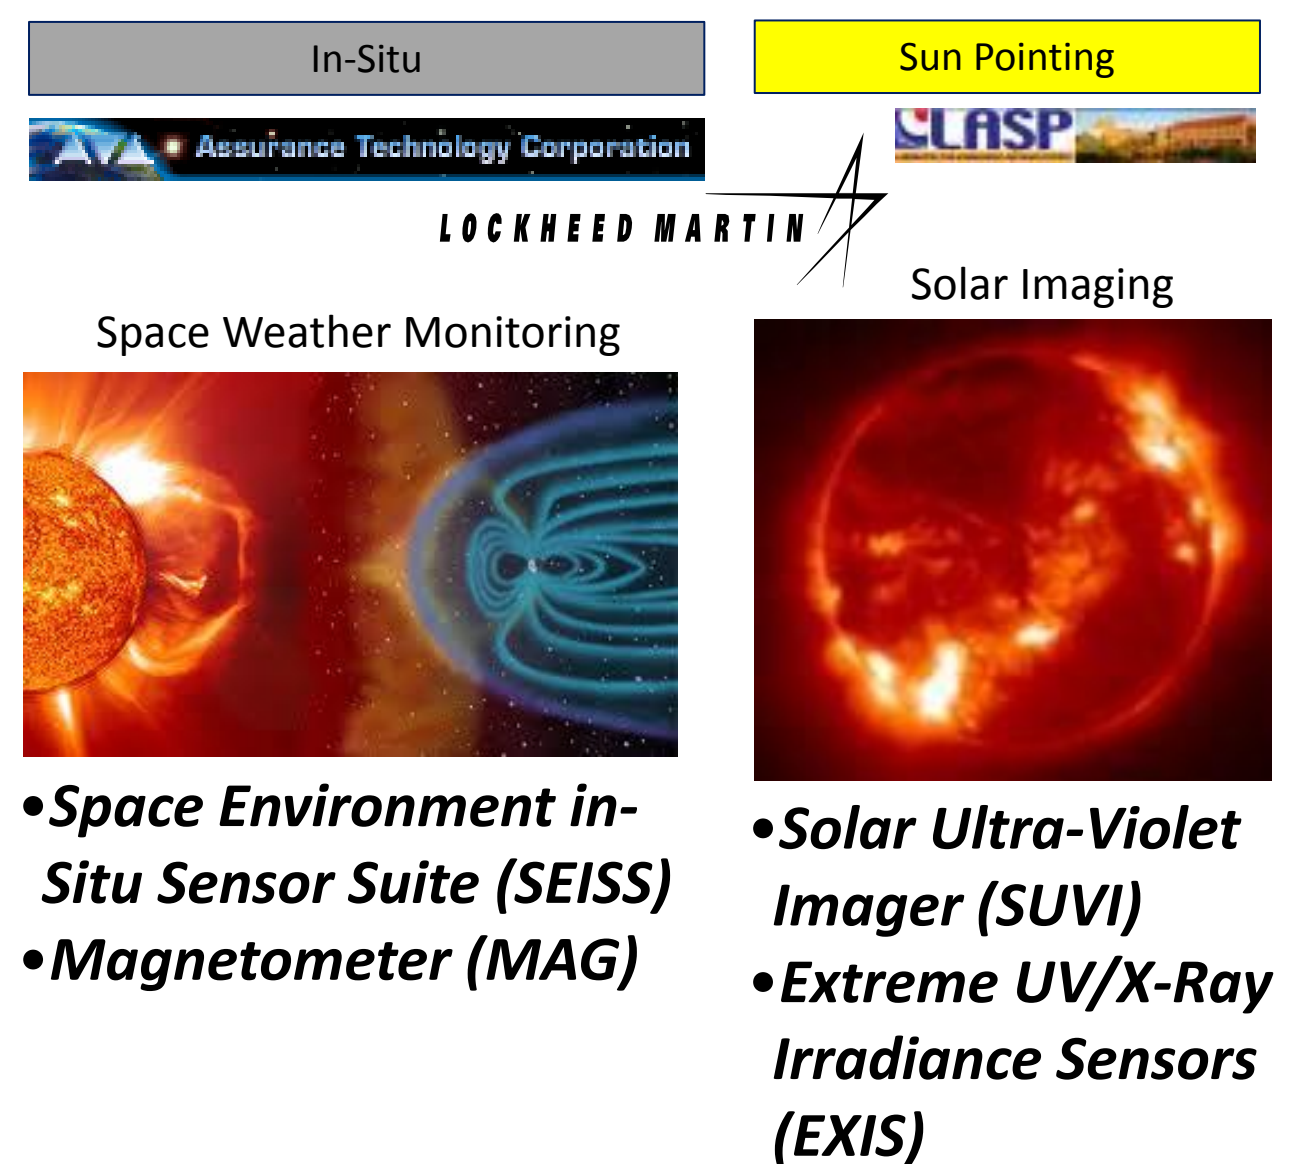 In-Situ
Assurance Technology Corporation
LOCKHEED MARTIN
Space Weather Monitoring
•Space Environment in-
Situ Sensor Suite (SEISS)
•Magnetometer (MAG)
Sun Pointing
LASP
Solar Imaging
•Solar Ultra-Violet
Imager (SUVI)
•Extreme UV/X-Ray
Irradiance Sensors
(EXIS)